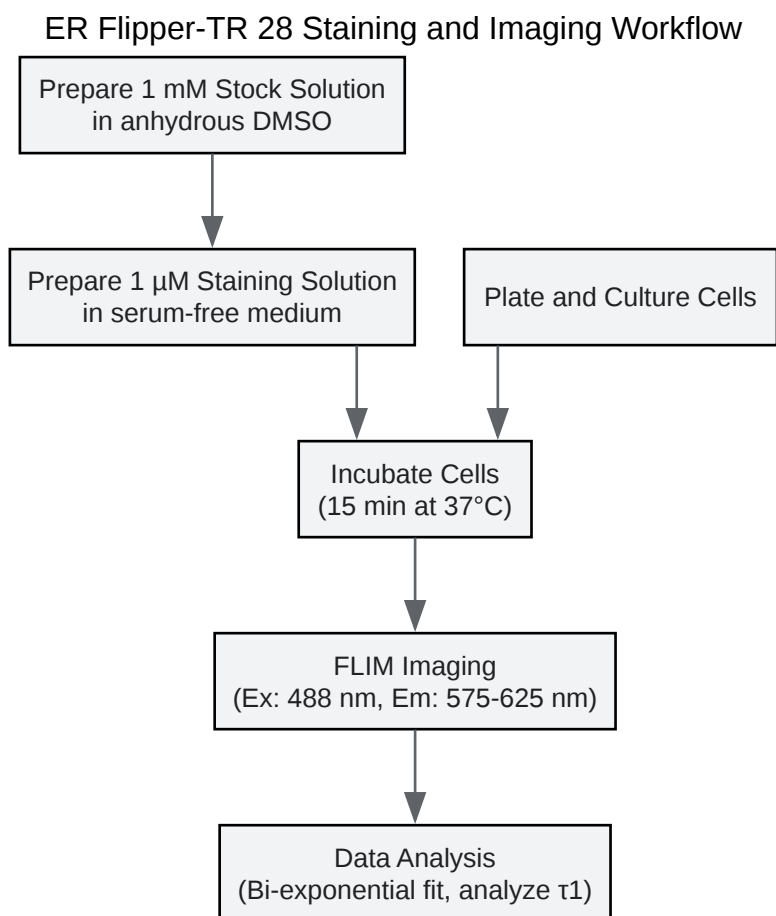 ER Flipper-TR 28 Staining and Imaging Workflow
Prepare 1 mM Stock Solution
in anhydrous DMSO
Prepare 1 µM Staining Solution
in serum-free medium
Plate and Culture Cells
Incubate Cells
(15 min at 37°C)
FLIM Imaging
(Ex: 488 nm, Em: 575-625 nm)
Data Analysis
(Bi-exponential fit, analyze τ1)